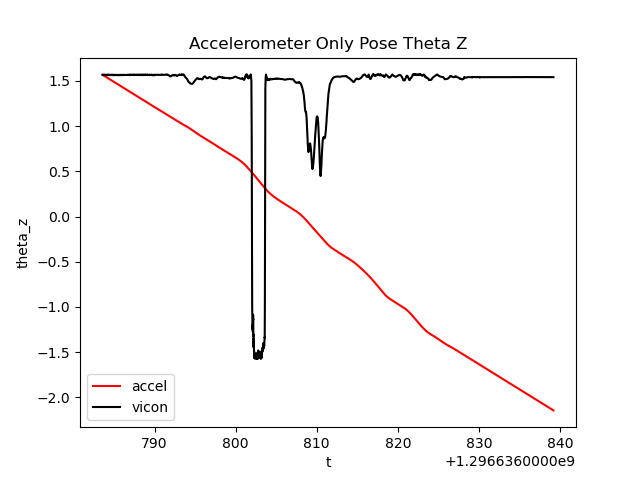 Accelerometer Only Pose Theta Z
1.5
1.0
0.5
0.0
−0.5
−1.0
−1.5
−2.0
theta_z
accel
vicon
790 800 810 820 830 840
t
+1.2966360000e9